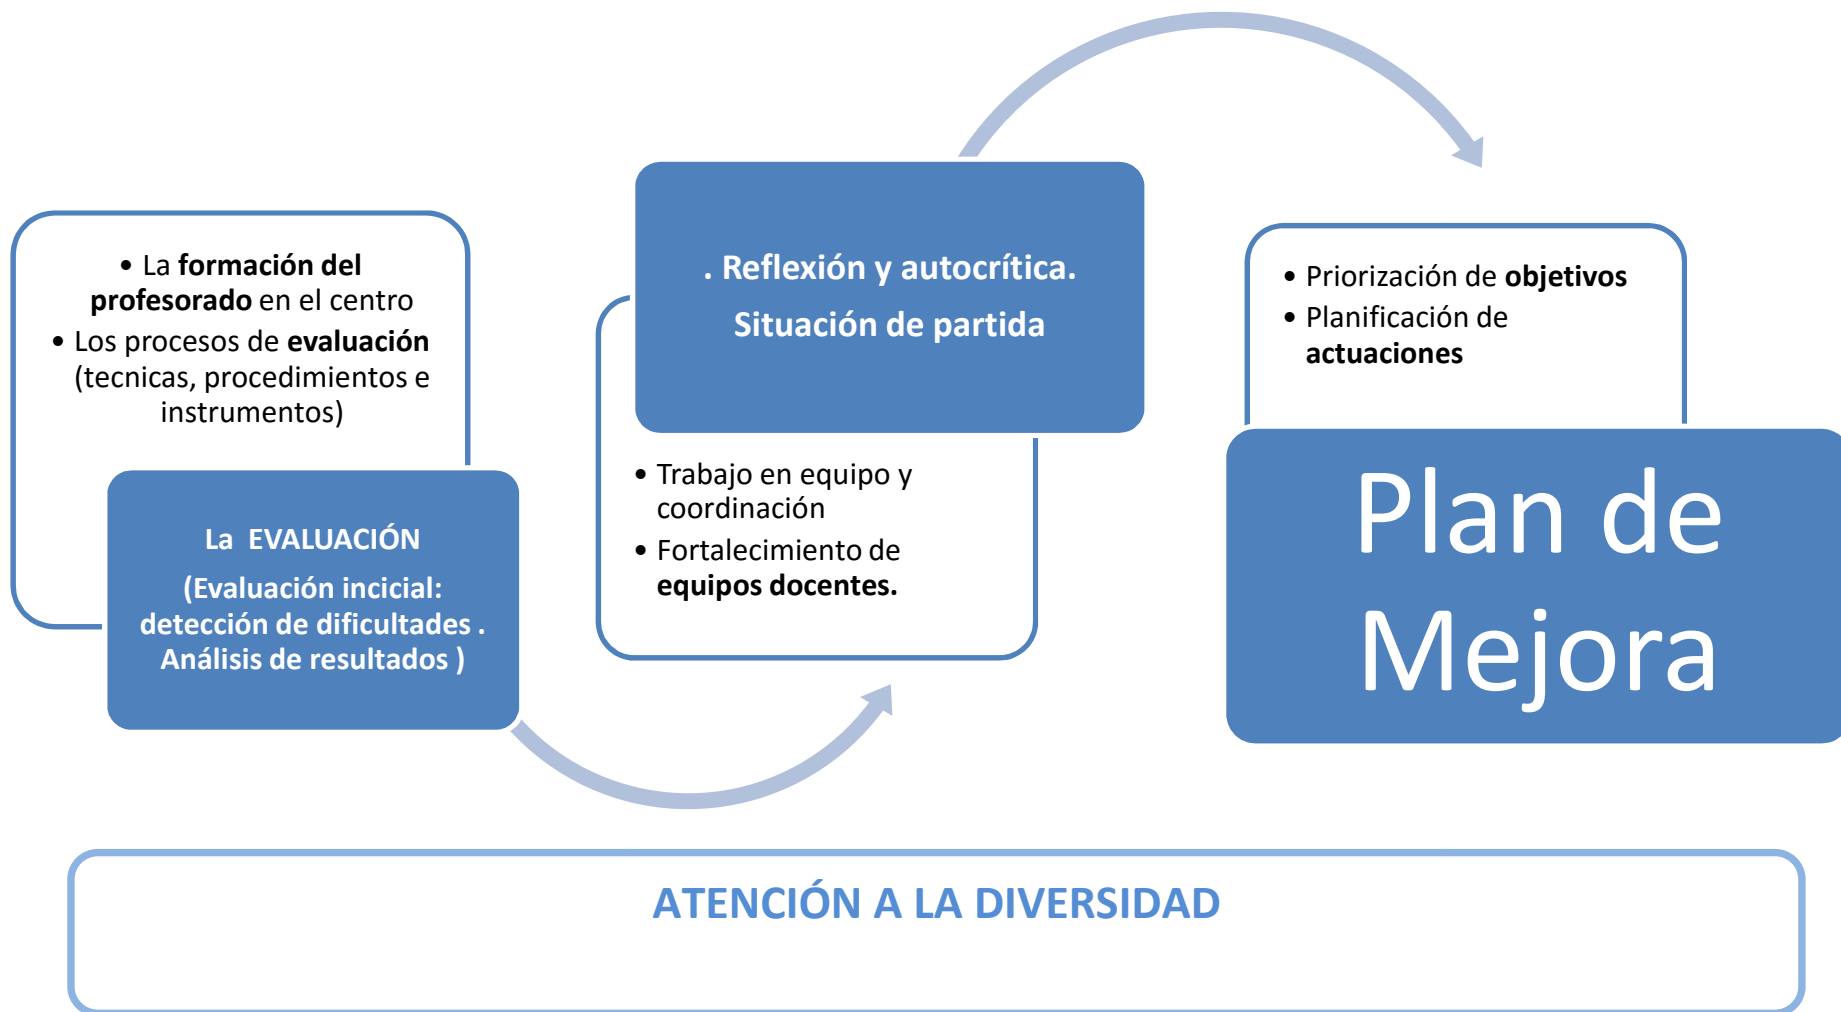 • La formación del
profesorado en el centro
• Los procesos de evaluación
(tecnicas, procedimientos e
instrumentos)
La EVALUACIÓN
(Evaluación incicial:
detección de dificultades .
Análisis de resultados )
. Reflexión y autocrítica.
Situación de partida
• Trabajo en equipo y
coordinación
• Fortalecimiento de
equipos docentes.
• Priorización de objetivos
• Planificación de
actuaciones
Plan de
Mejora
ATENCIÓN A LA DIVERSIDAD